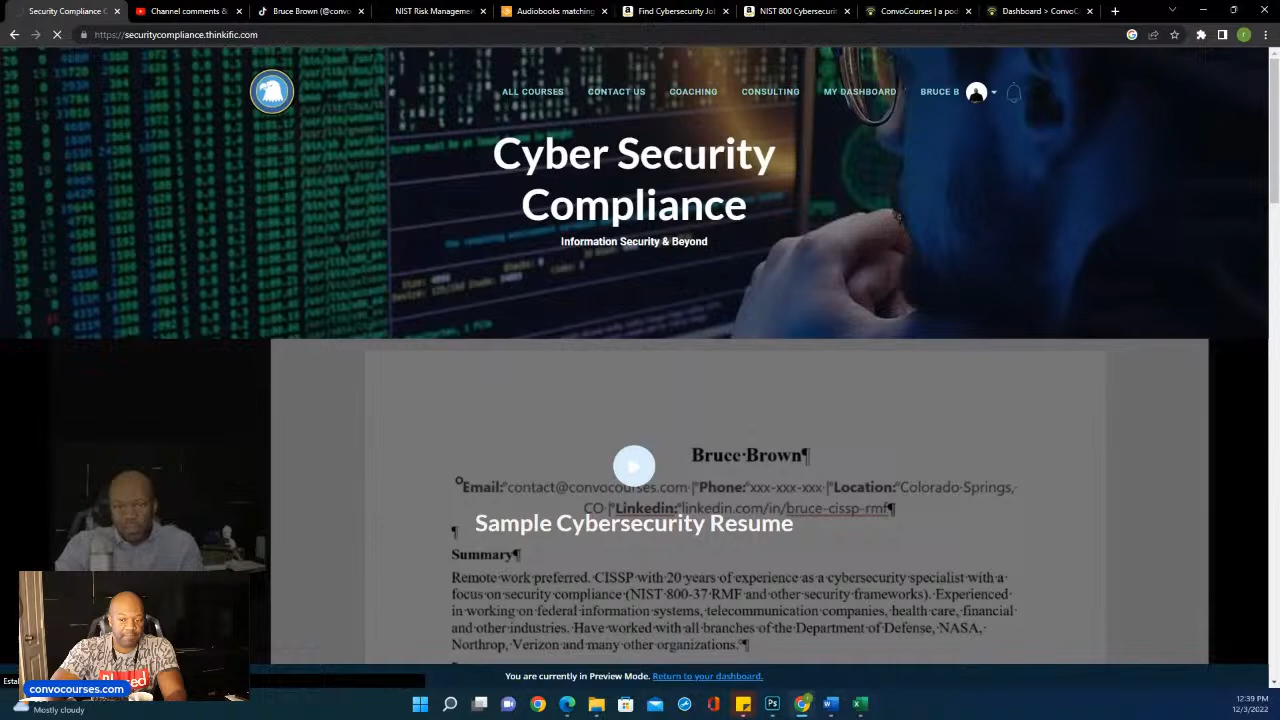 Security Compliance C
Channel comments &
Bruce Brown (@convo
NIST Risk Manageme
Audiobooks matching
Find Cybersecurity Jo
NIST 800 Cybersecuri
ConvoCourses | a pod
Dashboard > ConvoC
https://securitycompliance.thinkific.com
ALL COURSES
CONTACT US
COACHING
CONSULTING
MY DASHBOARD
BRUCE B
Cyber Security
Compliance
Information Security & Beyond
Bruce·Brown¶
Email:°contact@convocourses.com·|°Phone:°xxx-xxx-xxx·|°Location:°Colorado·Springs,·
CO·|°Linkedin:°linkedin.com/in/bruce-cissp-rmf¶
¶
Sample Cybersecurity Resume
Summary¶
Remote·work·preferred.·CISSP·with·20·years·of·experience·as·a·cybersecurity·specialist·with·a·
focus·on·security·compliance·(NIST·800-37·RMF·and·other·security·frameworks).·Experienced·
in·working·on·federal·information·systems,·telecommunication·companies,·health·care,·financial·
and·other·industries.·Have·worked·with·all·branches·of·the·Department·of·Defense,·NASA,·
Northrop,·Verizon·and·many·other·organizations.°¶
You are currently in Preview Mode. Return to your dashboard.
convocourses.com
Mostly cloudy
12:39 PM
12/3/2022